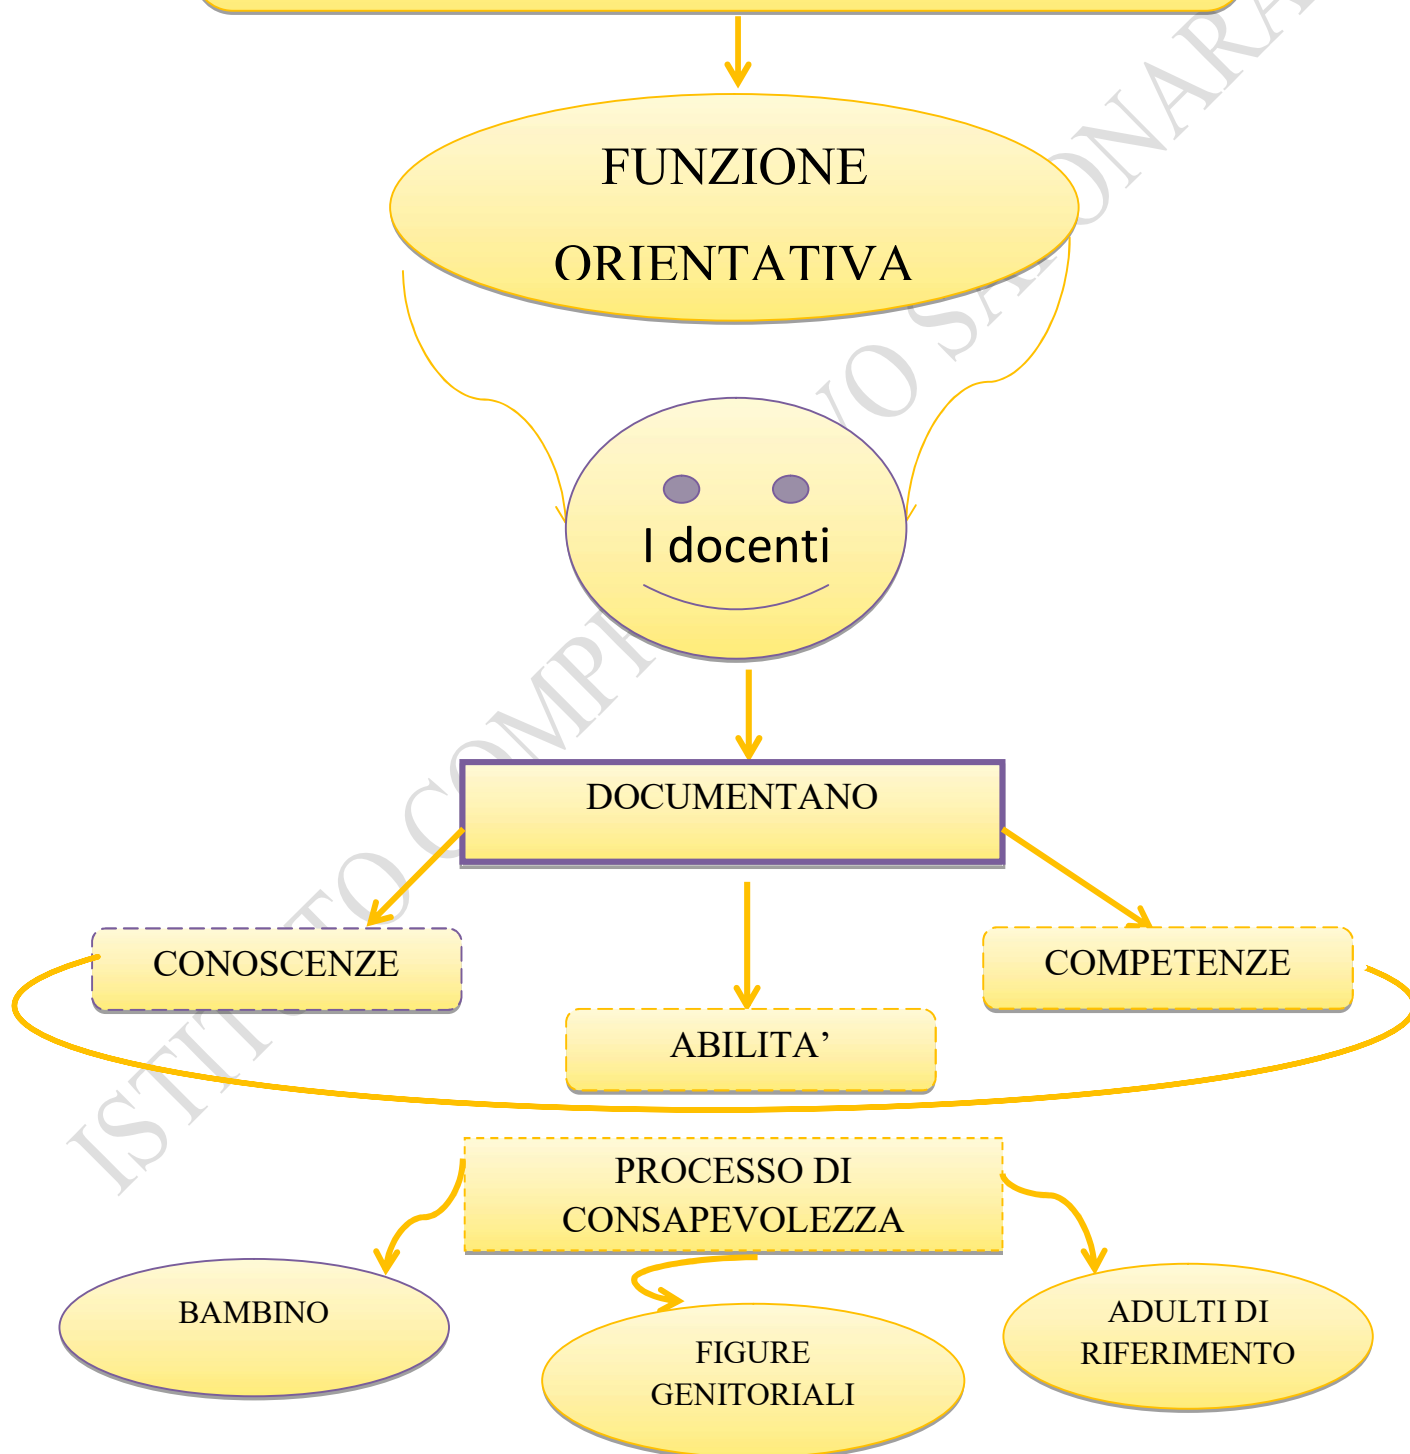 FUNZIONE
ORIENTATIVA
I docenti
DOCUMENTANO
CONOSCENZE
COMPETENZE
ABILITA’
PROCESSO DI
CONSAPEVOLEZZA
BAMBINO
ADULTI DI
RIFERIMENTO
FIGURE
GENITORIALI